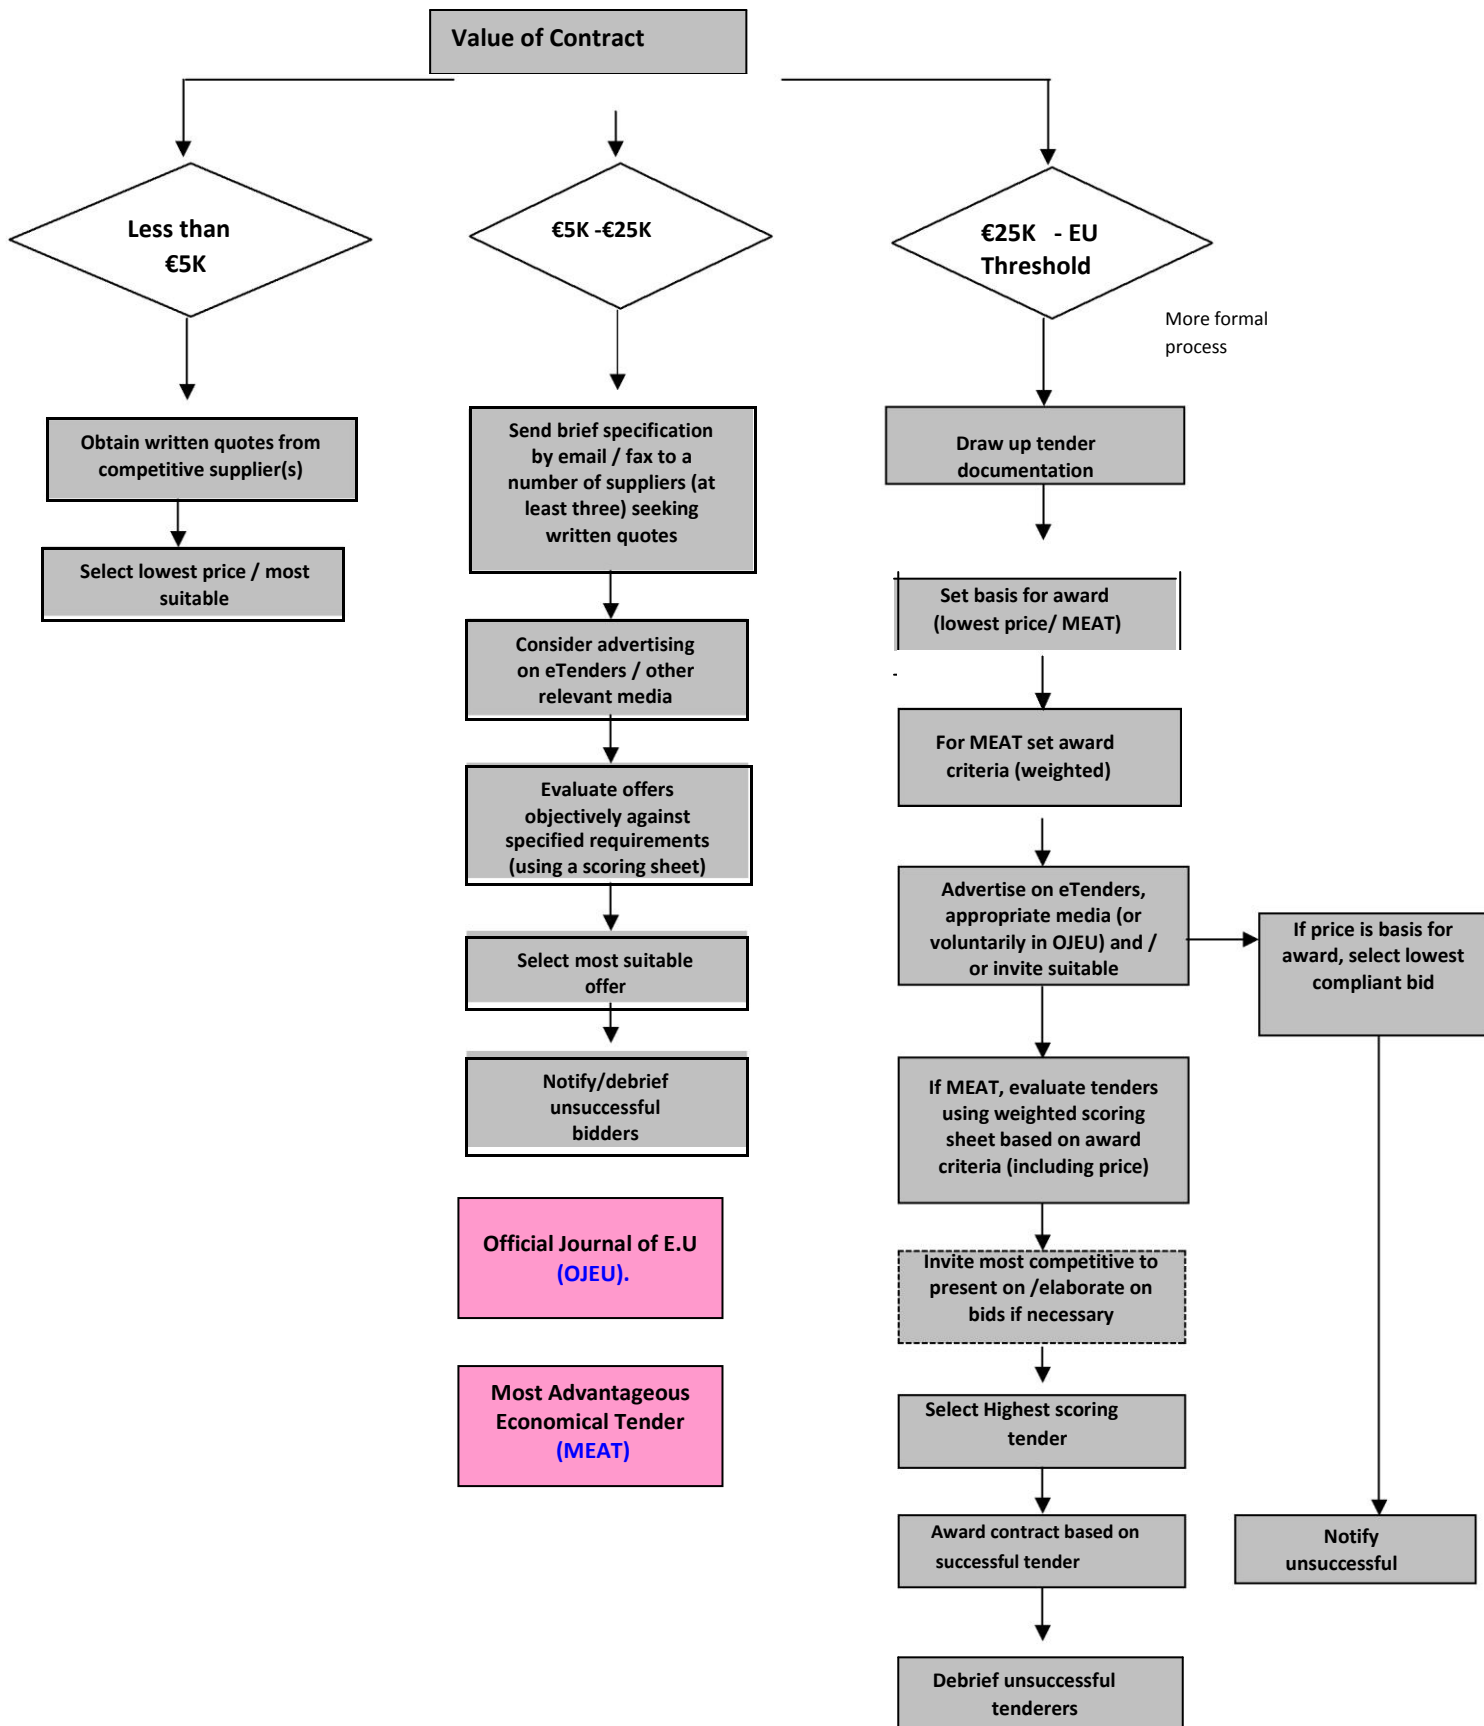 Value of Contract
Less than
€5K
€5K -€25K
€25K - EU
Threshold
More formal
process
Obtain written quotes from
competitive supplier(s)
Select lowest price / most
suitable
Send brief specification
by email / fax to a
number of suppliers (at
least three) seeking
written quotes
Consider advertising
on eTenders / other
relevant media
Evaluate offers
objectively against
specified requirements
(using a scoring sheet)
Select most suitable
offer
Notify/debrief
unsuccessful
bidders
Official Journal of E.U
(OJEU).
Most Advantageous
Economical Tender
(MEAT)
Draw up tender
documentation
Set basis for award
(lowest price/ MEAT)
-
For MEAT set award
criteria (weighted)
Advertise on eTenders,
appropriate media (or
voluntarily in OJEU) and /
or invite suitable
If price is basis for
award, select lowest
compliant bid
If MEAT, evaluate tenders
using weighted scoring
sheet based on award
criteria (including price)
Invite most competitive to
present on /elaborate on
bids if necessary
Select Highest scoring
tender
Award contract based on
successful tender
Notify
unsuccessful
Debrief unsuccessful
tenderers